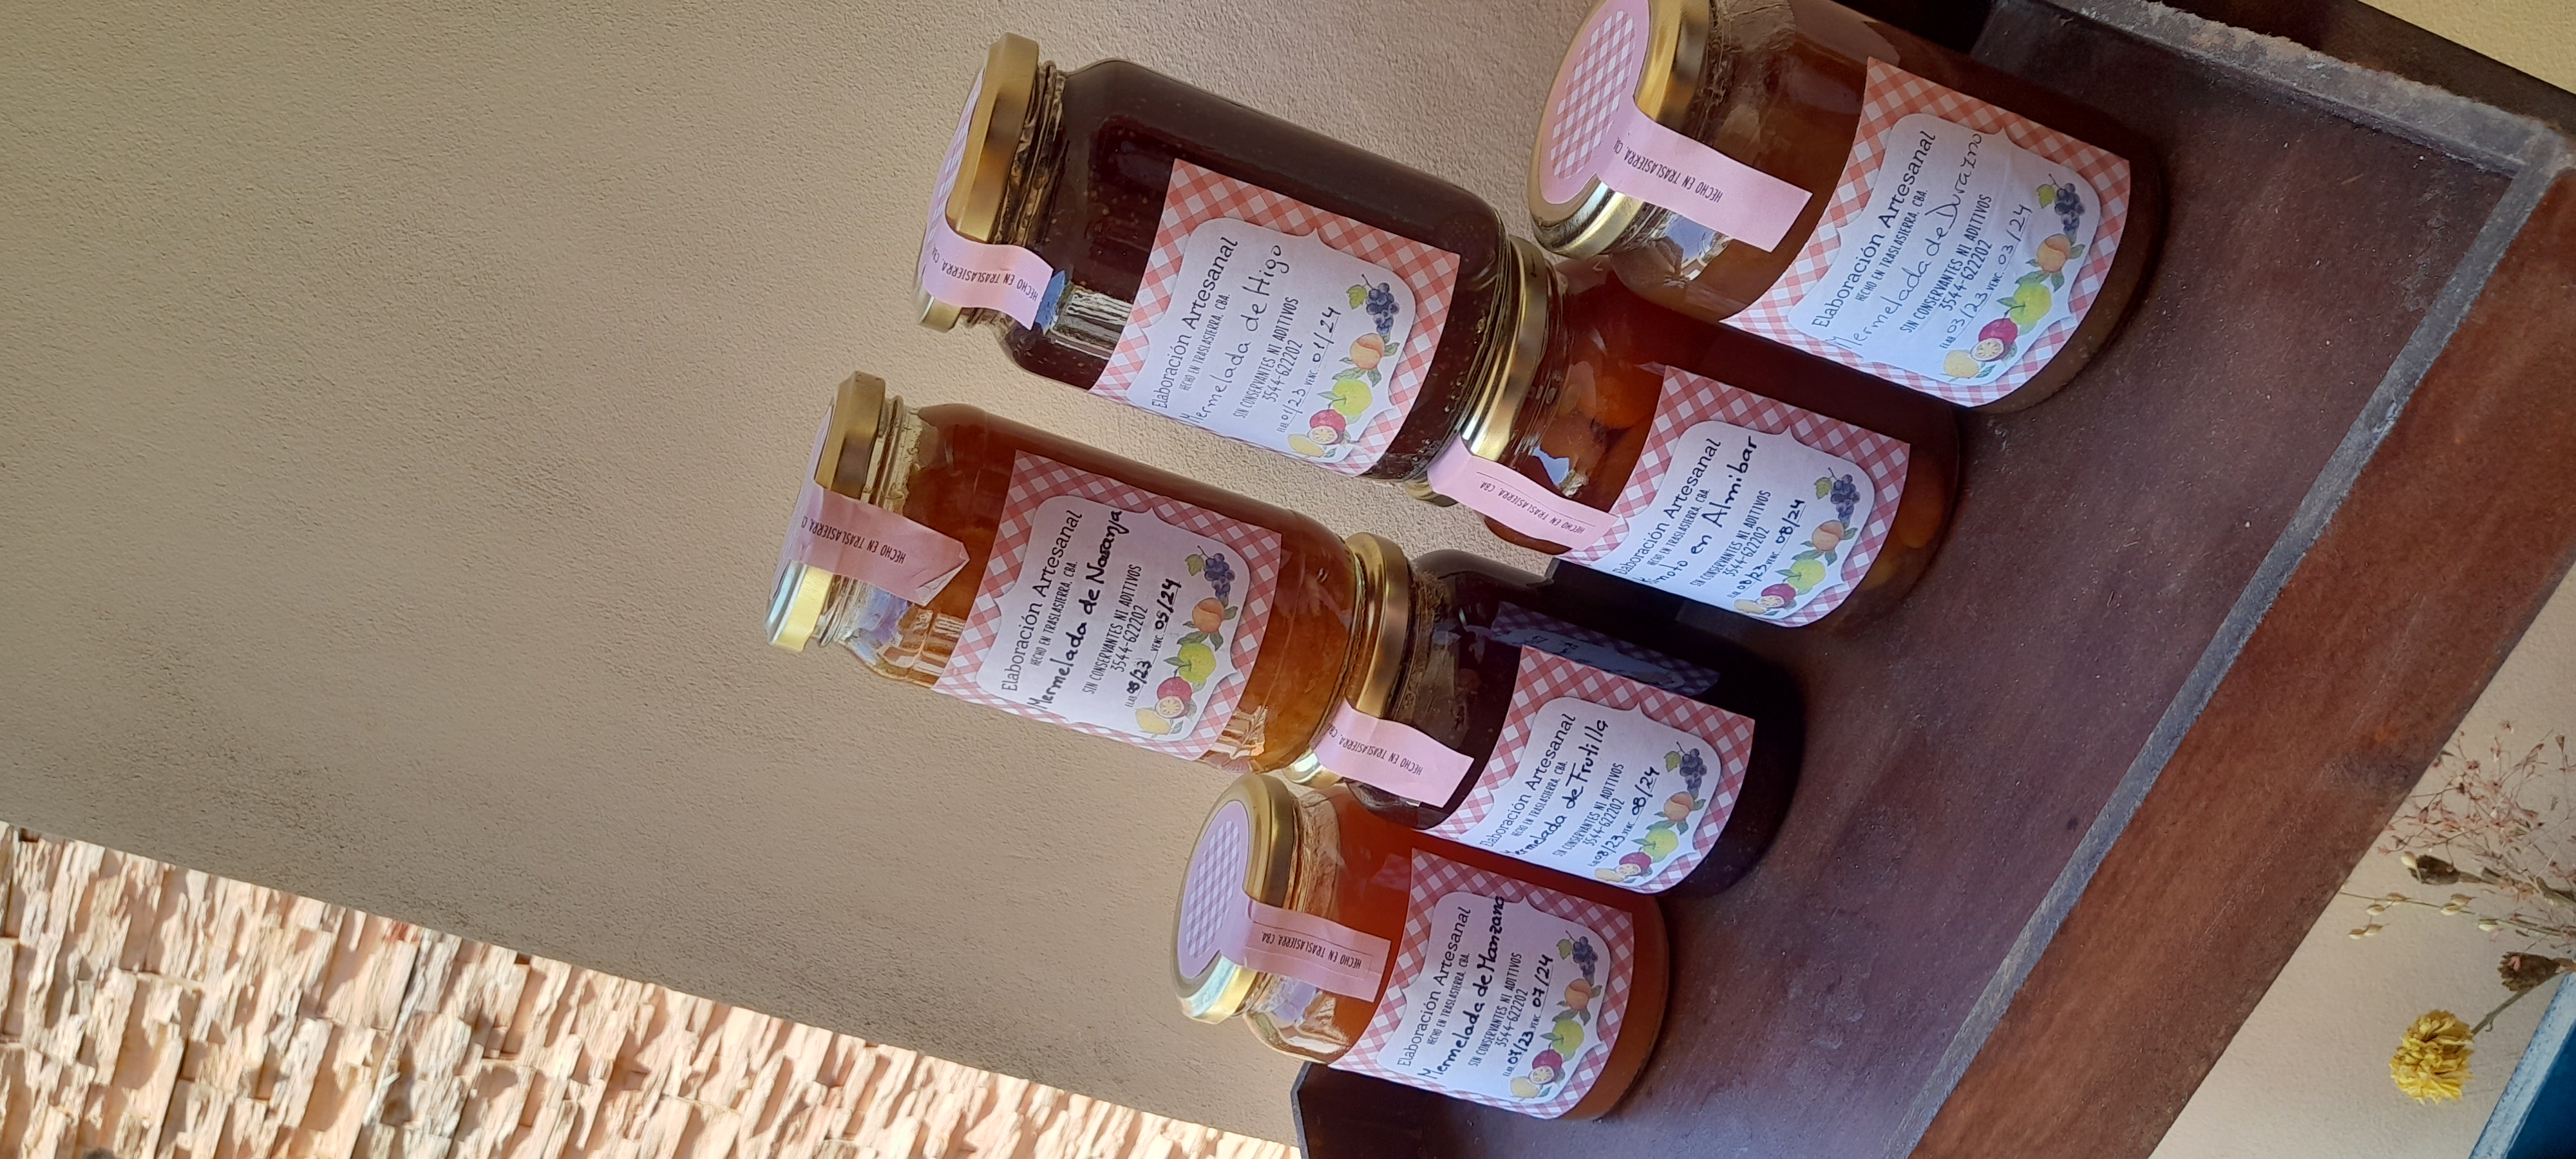 HECHO EN TRASLASIERRA,
Elaboración Artesanal
HECHO EN TRASLASIERRA, CBA.
Mermelada de Naranja
SIN CONSERVANTES NI ADITIVOS
3544-622202
ELAB. 08/23 VENC. 05/24
HECHO EN TRASLASIERRA, CBA
Elaboración Artesanal
HECHO EN TRASLASIERRA, CBA.
Mermelada de Higo
SIN CONSERVANTES NI ADITIVOS
3544-622202
ELAB. 01/23 VENC. 01/24
HECHO EN TRASLASIERRA, CBA
Elaboración Artesanal
HECHO EN TRASLASIERRA, CBA.
Mermelada de Manzana
SIN CONSERVANTES NI ADITIVOS
3544-622202
ELAB. 07/23 VENC. 07/24
HECHO EN TRASLASIERRA, CBA
Elaboración Artesanal
HECHO EN TRASLASIERRA, CBA.
Mermelada de Frutilla
SIN CONSERVANTES NI ADITIVOS
3544-622202
08/23 VENC. 08/24
HECHO EN TRASLASIERRA, CBA
Elaboración Artesanal
HECHO EN TRASLASIERRA, CBA.
en Almibar
SIN CONSERVANTES NI ADITIVOS
3544-622202
ELAB. 08/23 VENC. 08/24
HECHO EN TRASLASIERRA,
Elaboración Artesanal
HECHO EN TRASLASIERRA, CBA.
Mermelada de Durazno
SIN CONSERVANTES NI ADITIVOS
3544-622202
ELAB. 03/23 VENC. 03/24